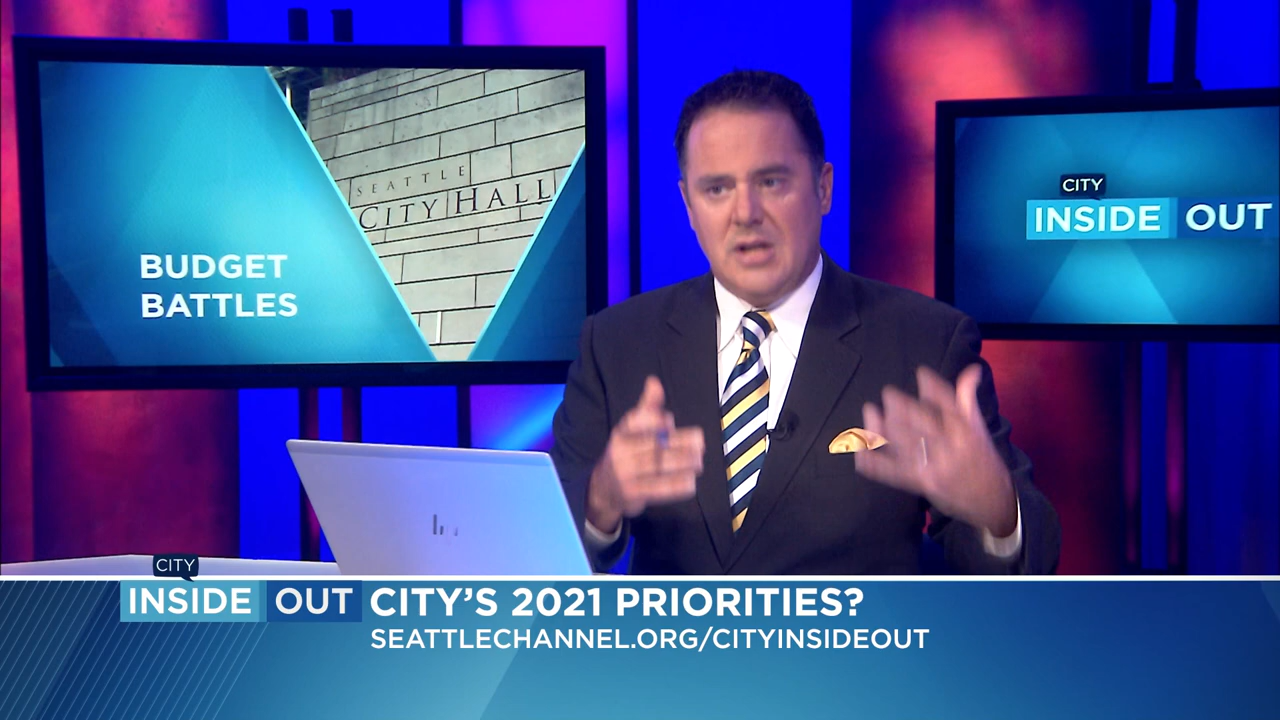 SEATTLE
CITY HALL
BUDGET
BATTLES
CITY
INSIDE OUT
CITY
INSIDE OUT
CITY'S 2021 PRIORITIES?
SEATTLECHANNEL.ORG/CITYINSIDEOUT